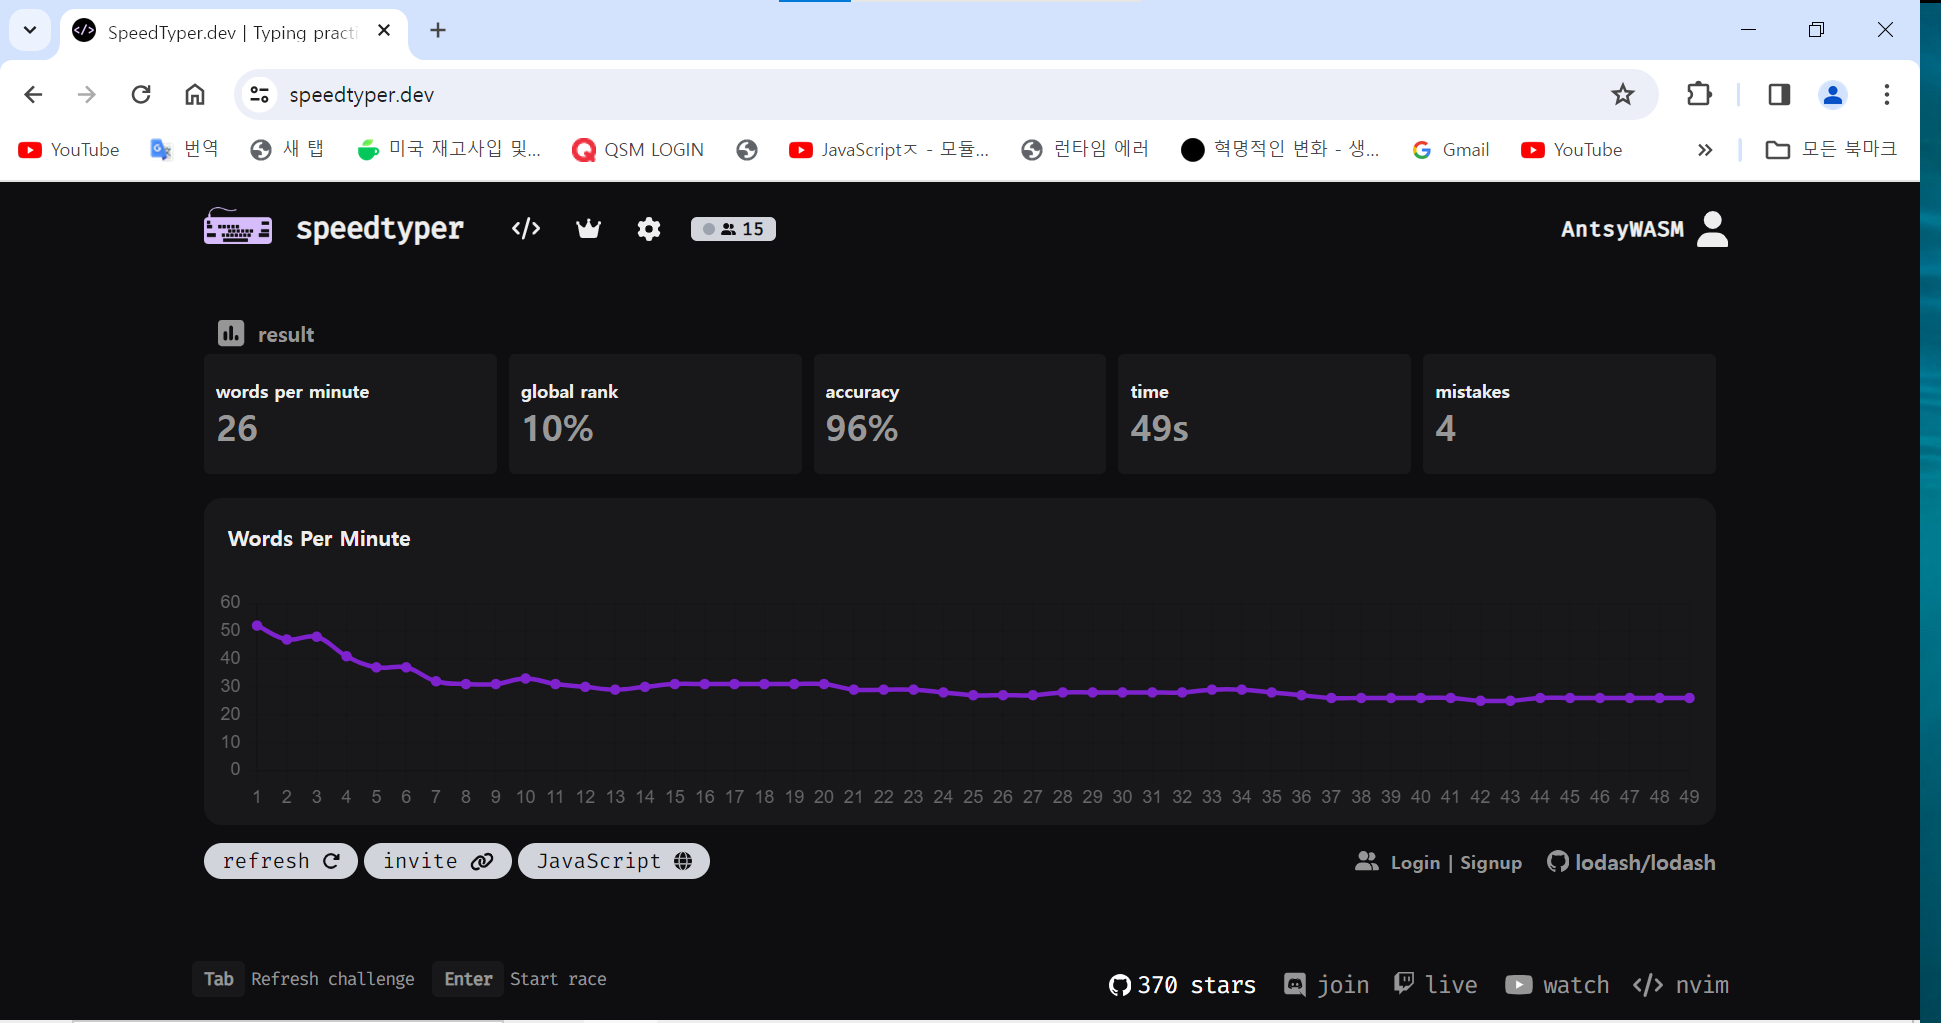 SpeedTyper.dev | Typing practi
speedtyper.dev
YouTube 번역 새 탭 미국 재고사입 및... QSM LOGIN JavaScriptㅈ - 모듈... 런타임 에러 혁명적인 변화 - 생... Gmail YouTube » 모든 북마크
speedtyper </> 15 AntsyWASM
result
words per minute global rank accuracy time mistakes
26 10% 96% 49s 4
Words Per Minute
60
50
40
30
20
10
0
1 2 3 4 5 6 7 8 9 10 11 12 13 14 15 16 17 18 19 20 21 22 23 24 25 26 27 28 29 30 31 32 33 34 35 36 37 38 39 40 41 42 43 44 45 46 47 48 49
refresh invite JavaScript Login | Signup lodash/lodash
Tab Refresh challenge Enter Start race 370 stars join live watch </> nvim